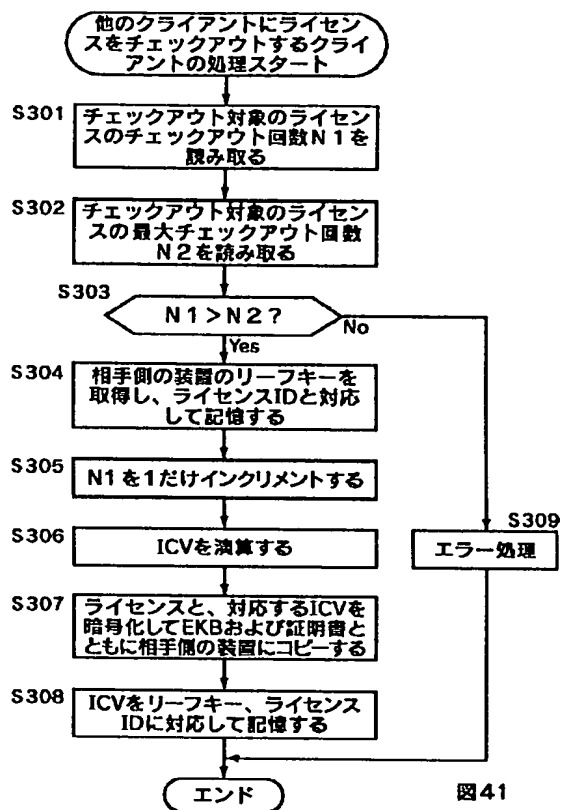 他のクライアントにライセ
ンスをチェックアウトするクライ
アントの処理スタート
S301
チェックアウト対象のライセン
スのチェックアウト回数N1を
読み取る
S302
チェックアウト対象のライセン
スの最大チェックアウト回数
N2を読み取る
S303
N1>N2?
No
Yes
S304
相手側の装置のリーフキーを
取得し、ライセンスIDと対応
して記憶する
S305
N1を1だけインクリメントする
S309
エラー処理
S306
ICVを演算する
S307
ライセンスと、対応するICVを
暗号化してEKBおよび証明書と
ともに相手側の装置にコピーする
S308
ICVをリーフキー、ライセンス
IDに対応して記憶する
エンド
図41